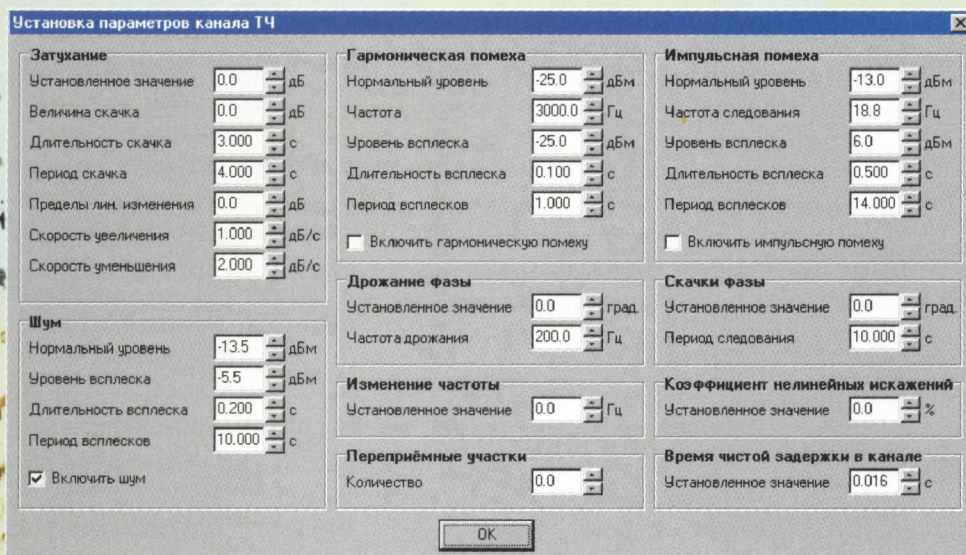 Установка параметров канала ТЧ
Затухание
Установленное значение 0.0 дБ
Величина скачка 0.0 дБ
Длительность скачка 3.000 с
Период скачка 4.000 с
Пределы лин. изменения 0.0 дБ
Скорость увеличения 1.000 дБ/с
Скорость уменьшения 2.000 дБ/с
Шум
Нормальный уровень -13.5 дБм
Уровень всплеска -5.5 дБм
Длительность всплеска 0.200 с
Период всплесков 10.000 с
Включить шум
Гармоническая помеха
Нормальный уровень -25.0 дБм
Частота 3000.0 Гц
Уровень всплеска -25.0 дБм
Длительность всплеска 0.100 с
Период всплесков 1.000 с
Включить гармоническую помеху
Дрожание фазы
Установленное значение 0.0 град.
Частота дрожания 200.0 Гц
Изменение частоты
Установленное значение 0.0 Гц
Переприёмные участки
Количество 0.0
Импульсная помеха
Нормальный уровень -13.0 дБм
Частота следования 18.8 Гц
Уровень всплеска 6.0 дБм
Длительность всплеска 0.500 с
Период всплесков 14.000 с
Включить импульсную помеху
Скачки фазы
Установленное значение 0.0 град.
Период следования 10.000 с
Коэффициент нелинейных искажений
Установленное значение 0.0 %
Время чистой задержки в канале
Установленное значение 0.016 с
OK